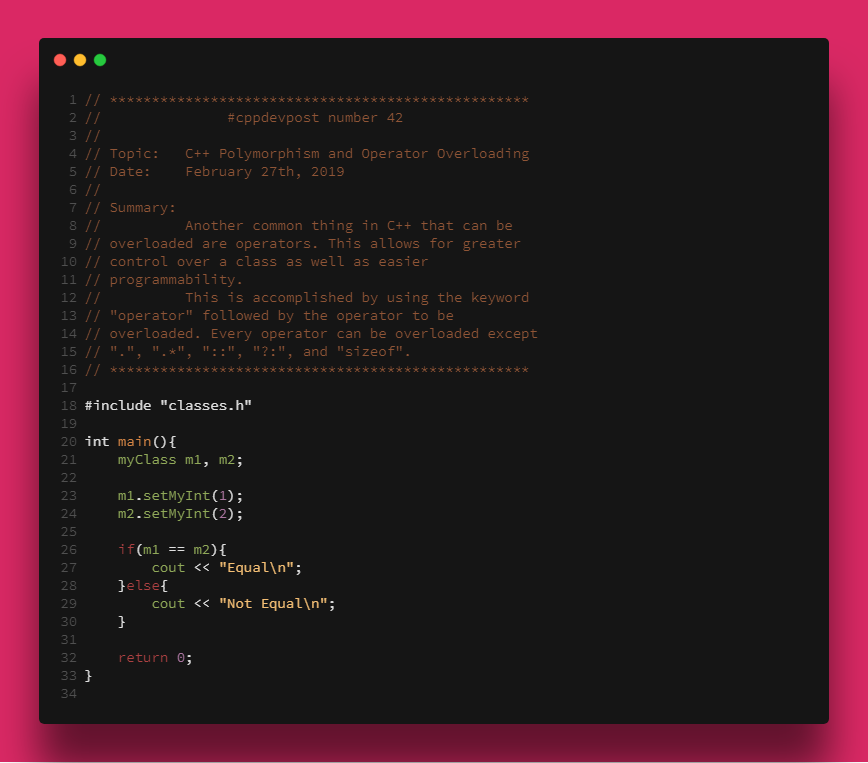 1 // **************************************************
2 //               #cppdevpost number 42
3 //
4 // Topic:   C++ Polymorphism and Operator Overloading
5 // Date:    February 27th, 2019
6 //
7 // Summary:
8 //          Another common thing in C++ that can be
9 // overloaded are operators. This allows for greater
10 // control over a class as well as easier
11 // programmability.
12 //          This is accomplished by using the keyword
13 // "operator" followed by the operator to be
14 // overloaded. Every operator can be overloaded except
15 // ".", ".*", "::", "?:", and "sizeof".
16 // **************************************************
17
18 #include "classes.h"
19
20 int main(){
21     myClass m1, m2;
22
23     m1.setMyInt(1);
24     m2.setMyInt(2);
25
26     if(m1 == m2){
27         cout << "Equal\n";
28     }else{
29         cout << "Not Equal\n";
30     }
31
32     return 0;
33 }
34